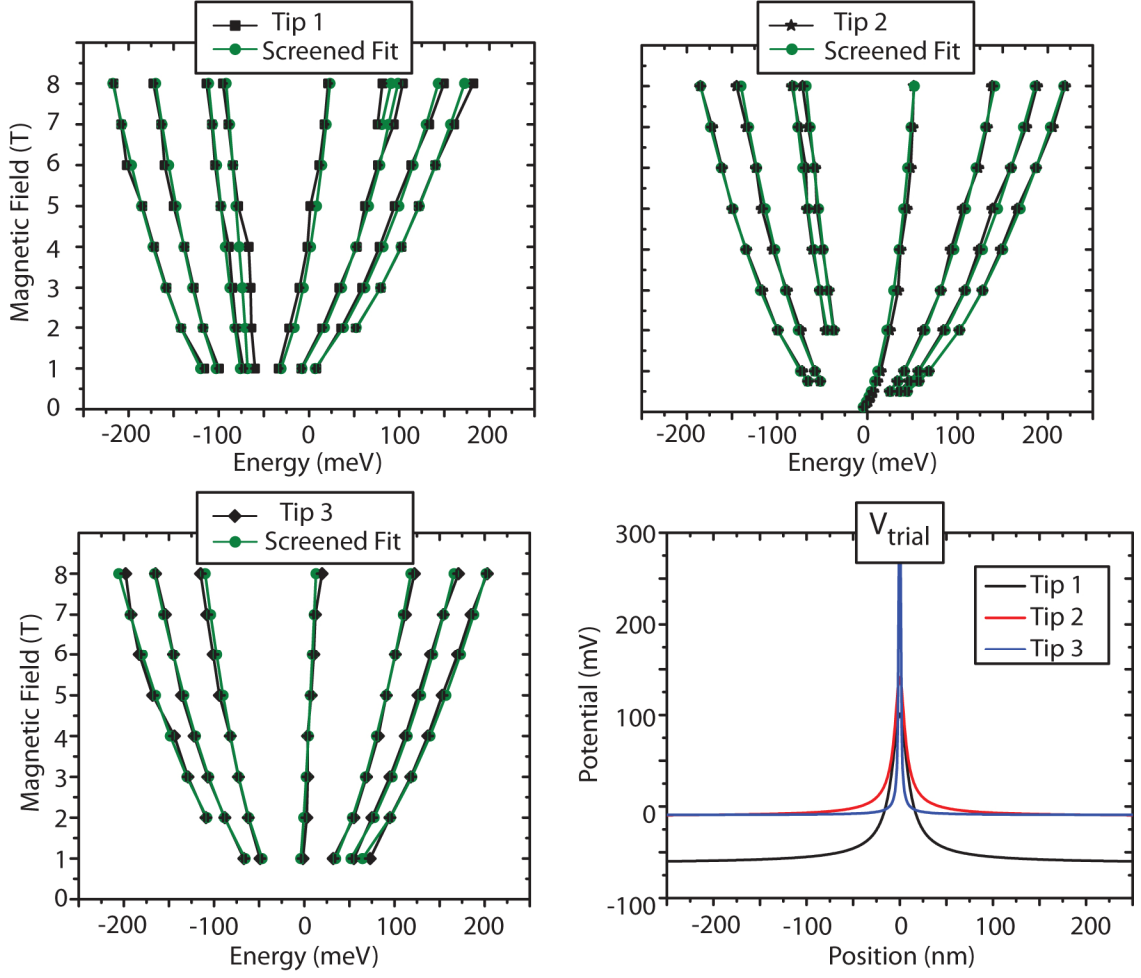 Tip 1
Screened Fit
Magnetic Field (T)
8
7
6
5
4
3
2
1
0
-200 -100 0 100 200
Energy (meV)
Tip 2
Screened Fit
-200 -100 0 100 200
Energy (meV)
Tip 3
Screened Fit
Magnetic Field (T)
8
7
6
5
4
3
2
1
0
-200 -100 0 100 200
Energy (meV)
Vtrial
Tip 1
Tip 2
Tip 3
Potential (mV)
300
200
100
0
-100
-200 -100 0 100 200
Position (nm)